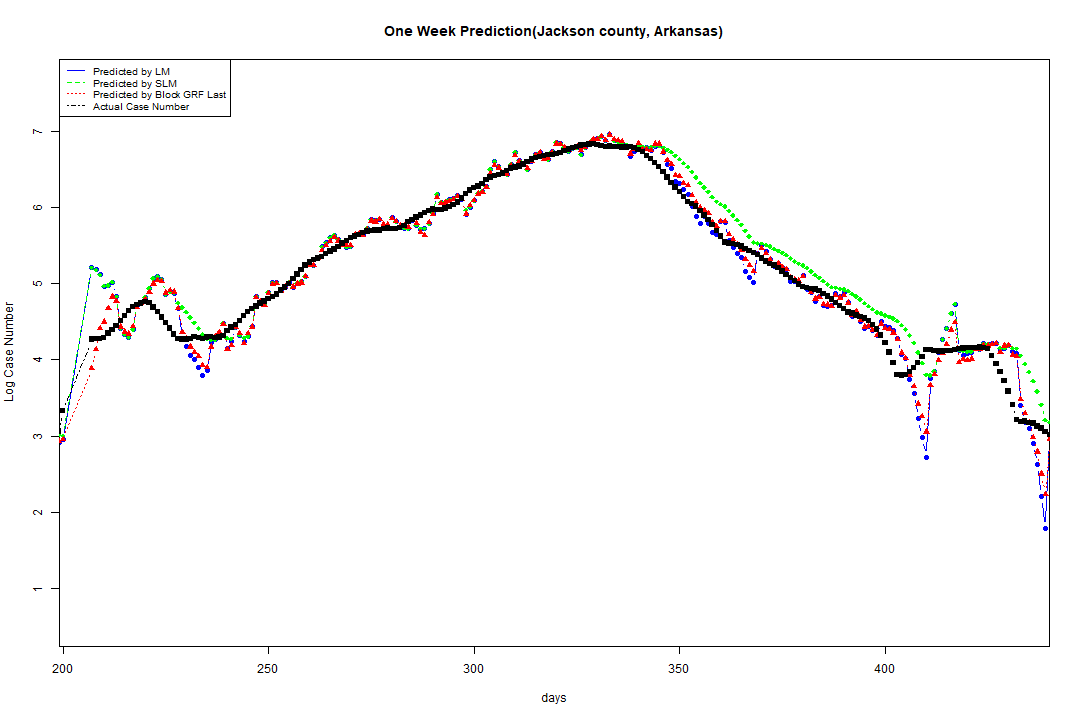 One Week Prediction(Jackson county, Arkansas)
Predicted by LM
Predicted by SLM
Predicted by Block GRF Last
Actual Case Number
7
6
5
4
3
2
1
Log Case Number
200 250 300 350 400
days